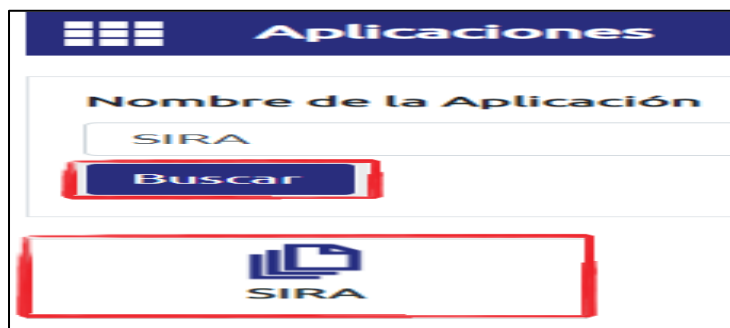 Aplicaciones
Nombre de la Aplicación
SIRA
Buscar
SIRA